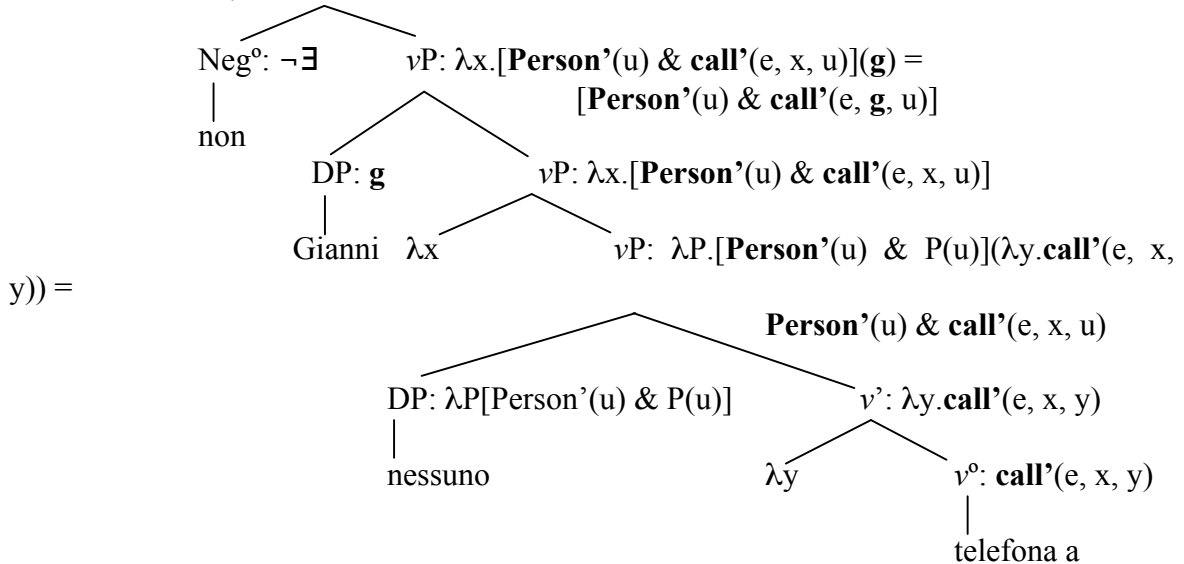 Negº: ¬∃ vP: λx.[Person’(u) & call’(e, x, u)](g) =
[Person’(u) & call’(e, g, u)]
non
DP: g vP: λx.[Person’(u) & call’(e, x, u)]
Gianni λx vP: λP.[Person’(u) & P(u)](λy.call’(e, x,
y)) =
Person’(u) & call’(e, x, u)
DP: λP[Person’(u) & P(u)] v’: λy.call’(e, x, y)
nessuno λy vº: call’(e, x, y)
telefona a